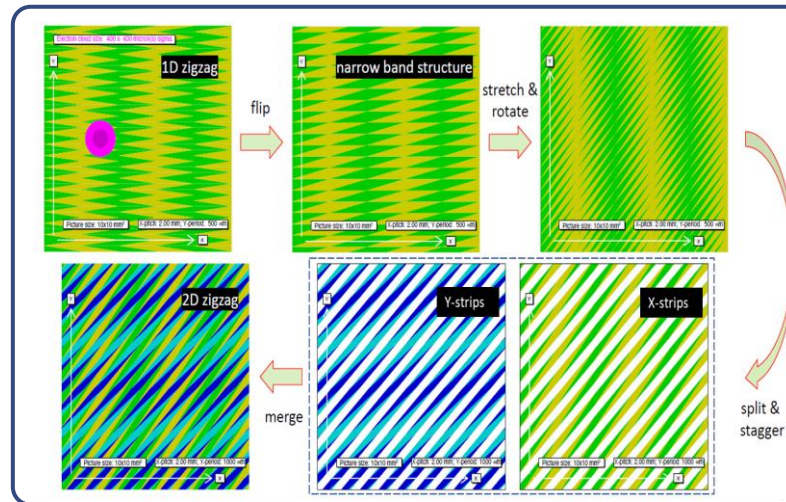 Electron cloud size: 400 x 400 micron(s) sigma
1D zigzag
Picture size: 10x10 mm²
X-pitch: 2.00 mm; Y-period: 500 um
x
flip
narrow band structure
Picture size: 10x10 mm²
X-pitch: 2.00 mm; Y-period: 500 um
x
stretch &
rotate
Picture size: 10x10 mm²
X-pitch: 2.00 mm; Y-period: 500 um
x
split &
stagger
X-strips
Picture size: 10x10 mm²
X-pitch: 2.00 mm; Y-period: 1000 um
x
Y-strips
Picture size: 10x10 mm²
X-pitch: 2.00 mm; Y-period: 1000 um
x
merge
2D zigzag
Picture size: 10x10 mm²
X-pitch: 2.00 mm; Y-period: 1000 um
x